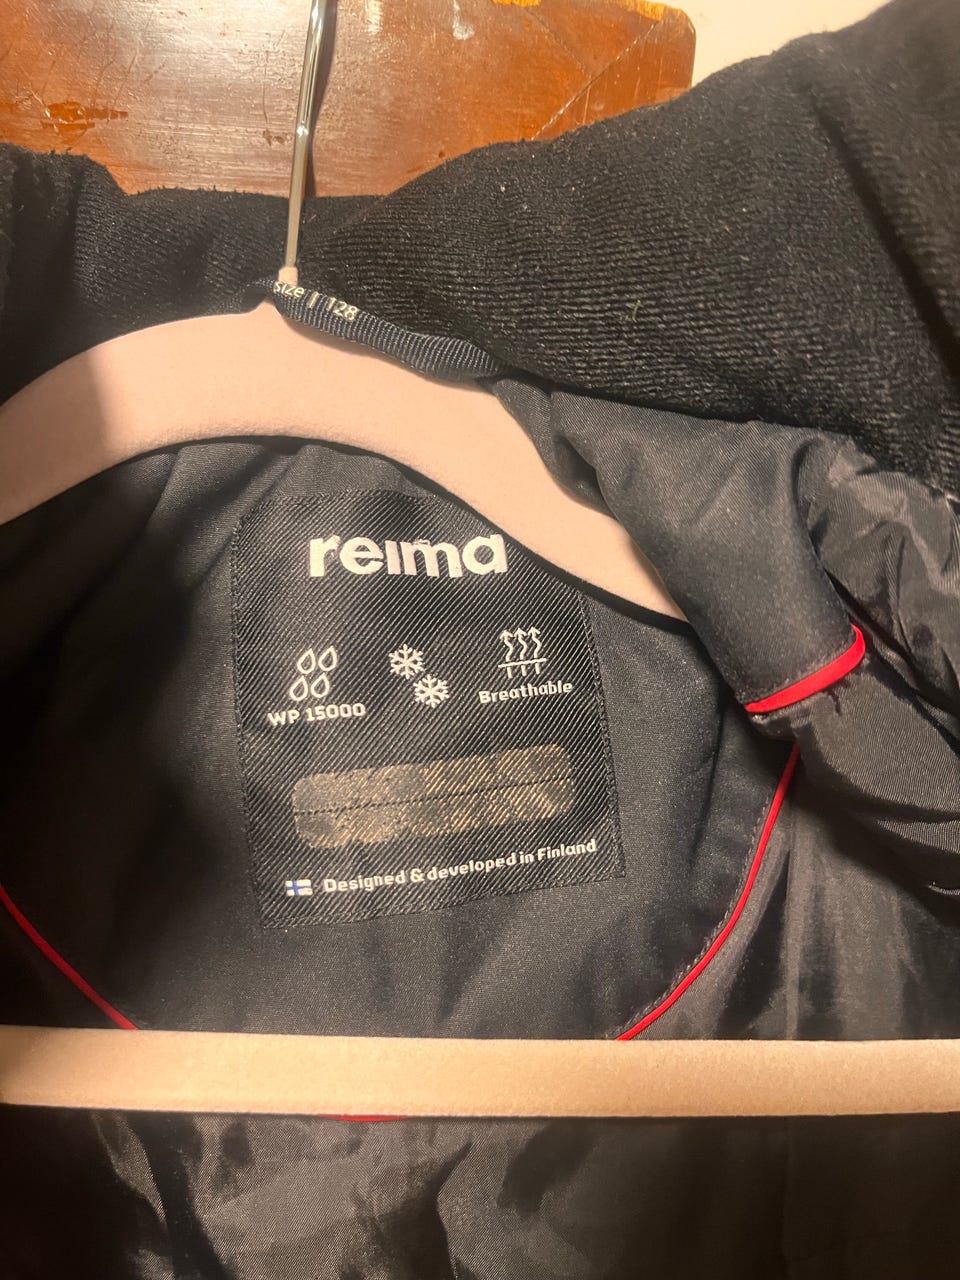 size | 128
reima
WP 15000
Breathable
Designed & developed in Finland